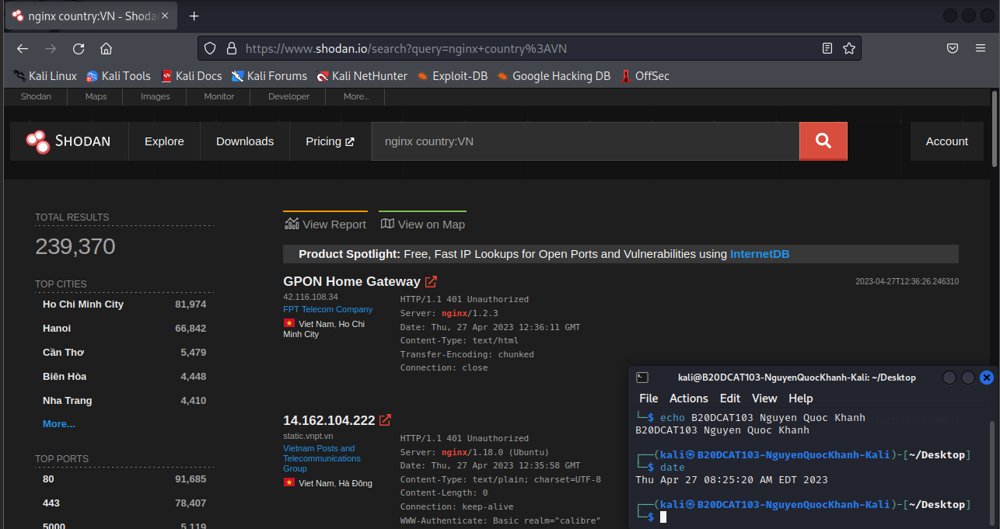 nginx country:VN - Shoda
https://www.shodan.io/search?query=nginx+country%3AVN
Kali Linux Kali Tools Kali Docs Kali Forums Kali NetHunter Exploit-DB Google Hacking DB OffSec
Shodan Maps Images Monitor Developer More...
SHODAN Explore Downloads Pricing nginx country:VN Account
TOTAL RESULTS
239,370
TOP CITIES
Ho Chi Minh City 81,974
Hanoi 66,842
Cần Thơ 5,479
Biên Hòa 4,448
Nha Trang 4,410
More...
TOP PORTS
80 91,685
443 78,407
5000 5,119
View Report View on Map
Product Spotlight: Free, Fast IP Lookups for Open Ports and Vulnerabilities using InternetDB
GPON Home Gateway 2023-04-27T12:36:26.246310
42.116.108.34
FPT Telecom Company
Viet Nam, Ho Chi
Minh City
HTTP/1.1 401 Unauthorized
Server: nginx/1.2.3
Date: Thu, 27 Apr 2023 12:36:11 GMT
Content-Type: text/html
Transfer-Encoding: chunked
Connection: close
14.162.104.222
static.vnpt.vn
Vietnam Posts and
Telecommunications
Group
Viet Nam, Hà Đông
HTTP/1.1 401 Unauthorized
Server: nginx/1.18.0 (Ubuntu)
Date: Thu, 27 Apr 2023 12:35:58 GMT
Content-Type: text/plain; charset=UTF-8
Content-Length: 0
Connection: keep-alive
WWW-Authenticate: Basic realm="calibre"
kali@B20DCAT103-NguyenQuocKhanh-Kali: ~/Desktop
File Actions Edit View Help
└─$ echo B20DCAT103 Nguyen Quoc Khanh
B20DCAT103 Nguyen Quoc Khanh
┌──(kali㉿B20DCAT103-NguyenQuocKhanh-Kali)-[~/Desktop]
└─$ date
Thu Apr 27 08:25:20 AM EDT 2023
┌──(kali㉿B20DCAT103-NguyenQuocKhanh-Kali)-[~/Desktop]
└─$